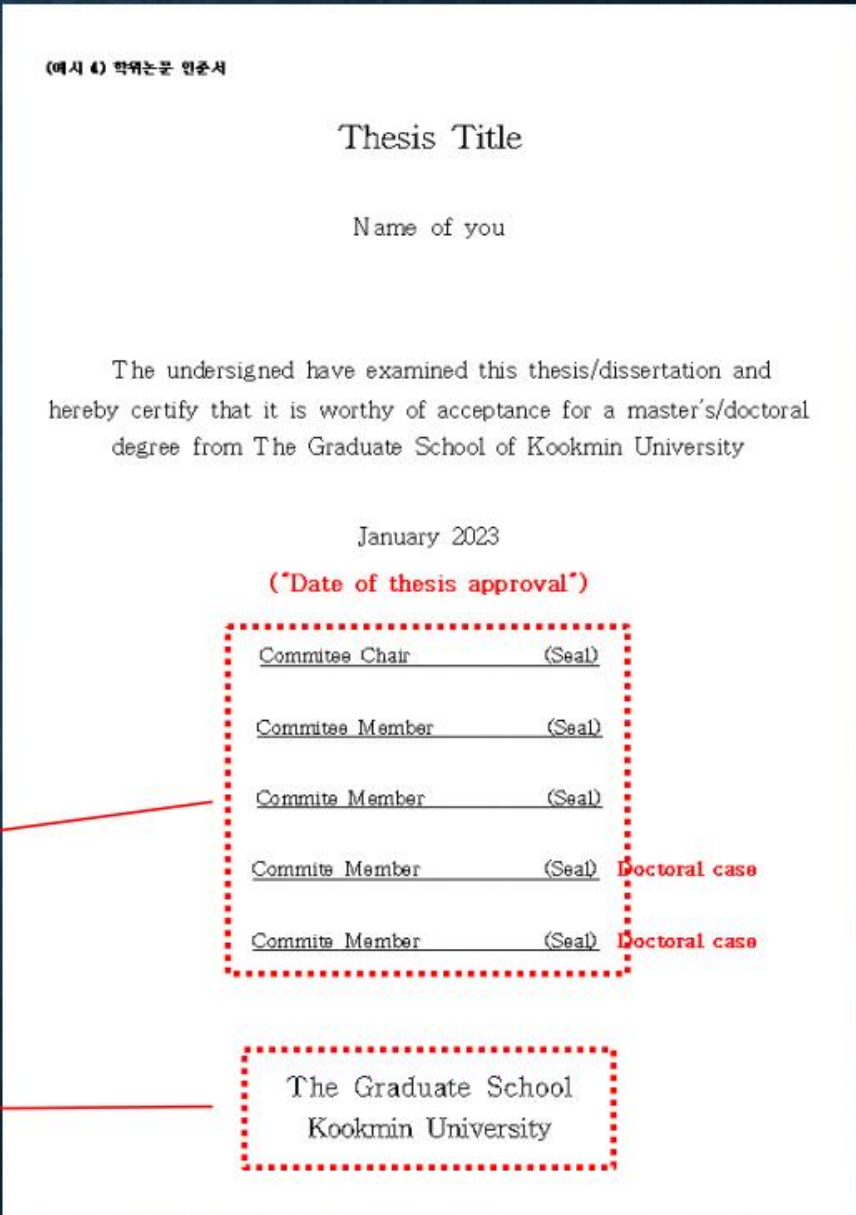 (예시 4) 학위논문 인준서
Thesis Title
Name of you
The undersigned have examined this thesis/dissertation and
hereby certify that it is worthy of acceptance for a master's/doctoral
degree from The Graduate School of Kookmin University
January 2023
("Date of thesis approval")
Commitee Chair (Seal)
Commitee Member (Seal)
Commite Member (Seal)
Commite Member (Seal) Doctoral case
Commite Member (Seal) Doctoral case
The Graduate School
Kookmin University